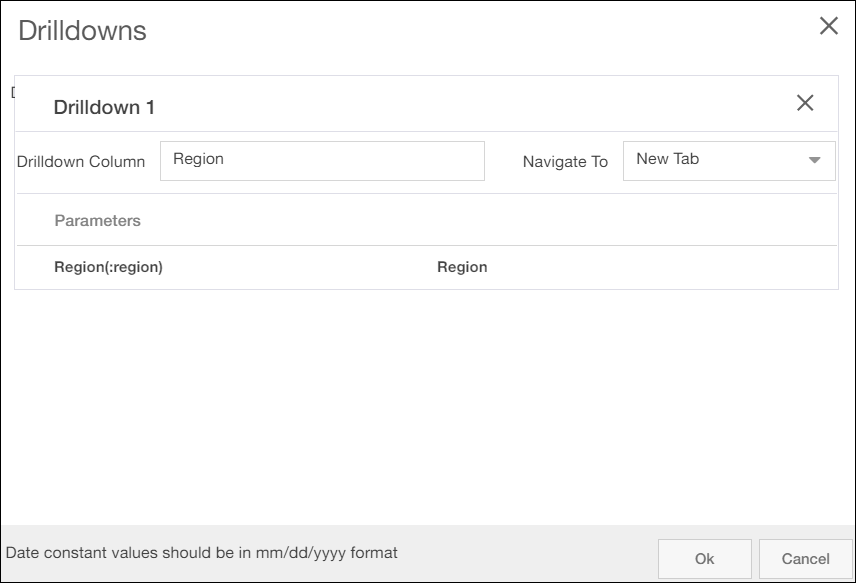 Drilldowns
Drilldown 1
Drilldown Column Region Navigate To New Tab
Parameters
Region(:region) Region
Date constant values should be in mm/dd/yyyy format Ok Cancel